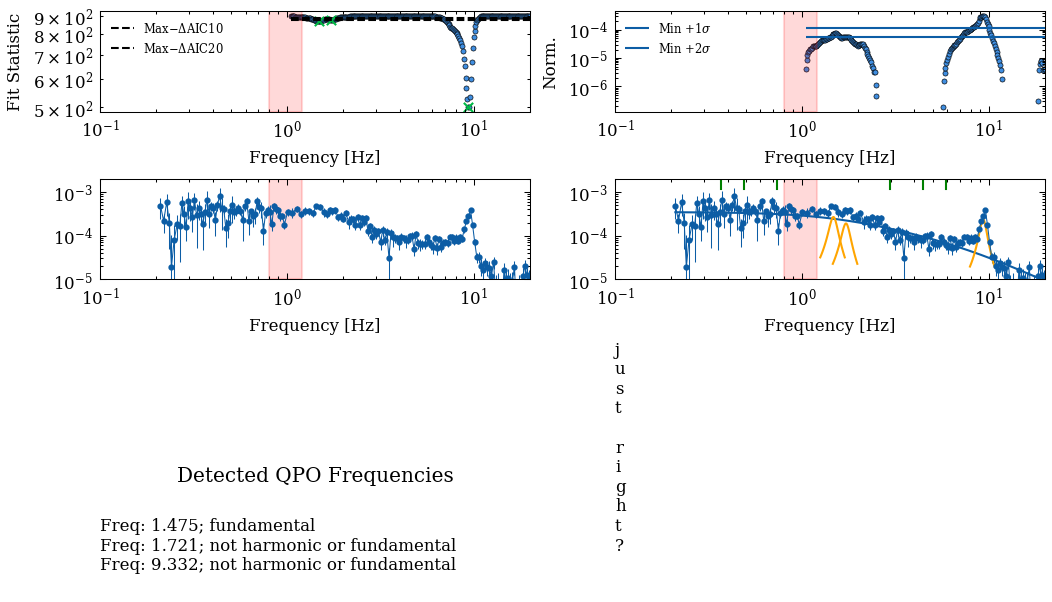 9 × 10²
8 × 10²
7 × 10²
6 × 10²
5 × 10²
Fit Statistic
Max−ΔAIC10
Max−ΔAIC20
10⁻¹ 10⁰ 10¹
Frequency [Hz]
10⁻⁴
10⁻⁵
10⁻⁶
Norm.
Min +1σ
Min +2σ
10⁻¹ 10⁰ 10¹
Frequency [Hz]
10⁻³
10⁻⁴
10⁻⁵
10⁻¹ 10⁰ 10¹
Frequency [Hz]
10⁻³
10⁻⁴
10⁻⁵
10⁻¹ 10⁰ 10¹
Frequency [Hz]
Detected QPO Frequencies
Freq: 1.475; fundamental
Freq: 1.721; not harmonic or fundamental
Freq: 9.332; not harmonic or fundamental
j
u
s
t
r
i
g
h
t
?